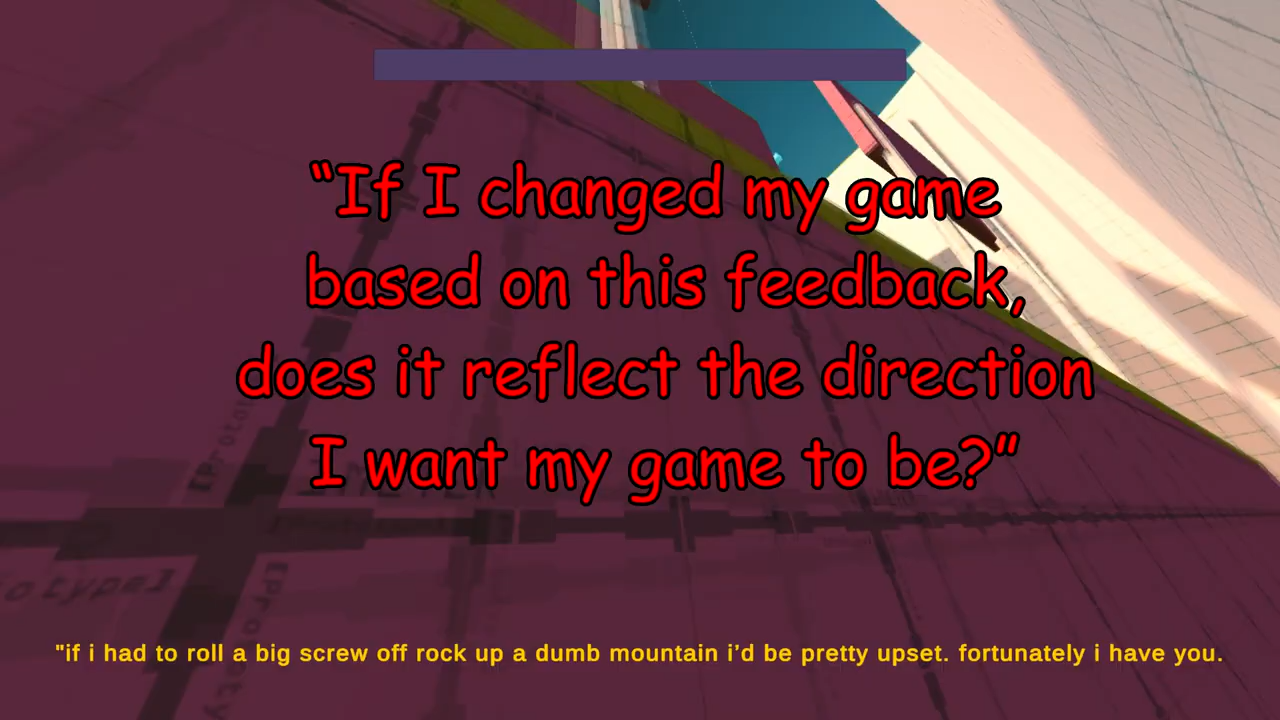 “If I changed my game
based on this feedback,
does it reflect the direction
I want my game to be?”
otype]
"if i had to roll a big screw off rock up a dumb mountain i’d be pretty upset. fortunately i have you.